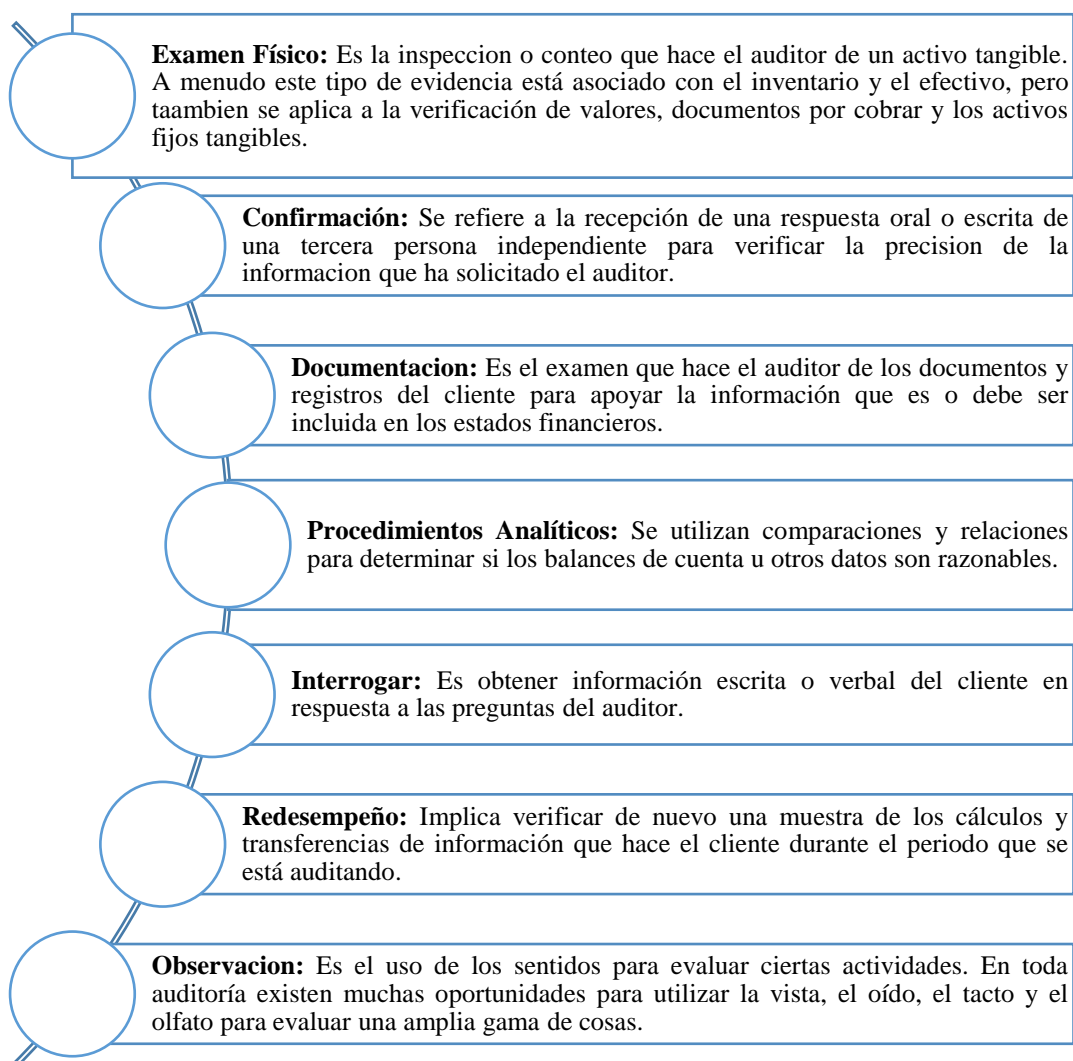 Examen Físico: Es la inspeccion o conteo que hace el auditor de un activo tangible.
A menudo este tipo de evidencia está asociado con el inventario y el efectivo, pero
taambien se aplica a la verificación de valores, documentos por cobrar y los activos
fijos tangibles.
Confirmación: Se refiere a la recepción de una respuesta oral o escrita de
una tercera persona independiente para verificar la precision de la
informacion que ha solicitado el auditor.
Documentacion: Es el examen que hace el auditor de los documentos y
registros del cliente para apoyar la información que es o debe ser
incluida en los estados financieros.
Procedimientos Analíticos: Se utilizan comparaciones y relaciones
para determinar si los balances de cuenta u otros datos son razonables.
Interrogar: Es obtener información escrita o verbal del cliente en
respuesta a las preguntas del auditor.
Redesempeño: Implica verificar de nuevo una muestra de los cálculos y
transferencias de información que hace el cliente durante el periodo que se
está auditando.
Observacion: Es el uso de los sentidos para evaluar ciertas actividades. En toda
auditoría existen muchas oportunidades para utilizar la vista, el oído, el tacto y el
olfato para evaluar una amplia gama de cosas.